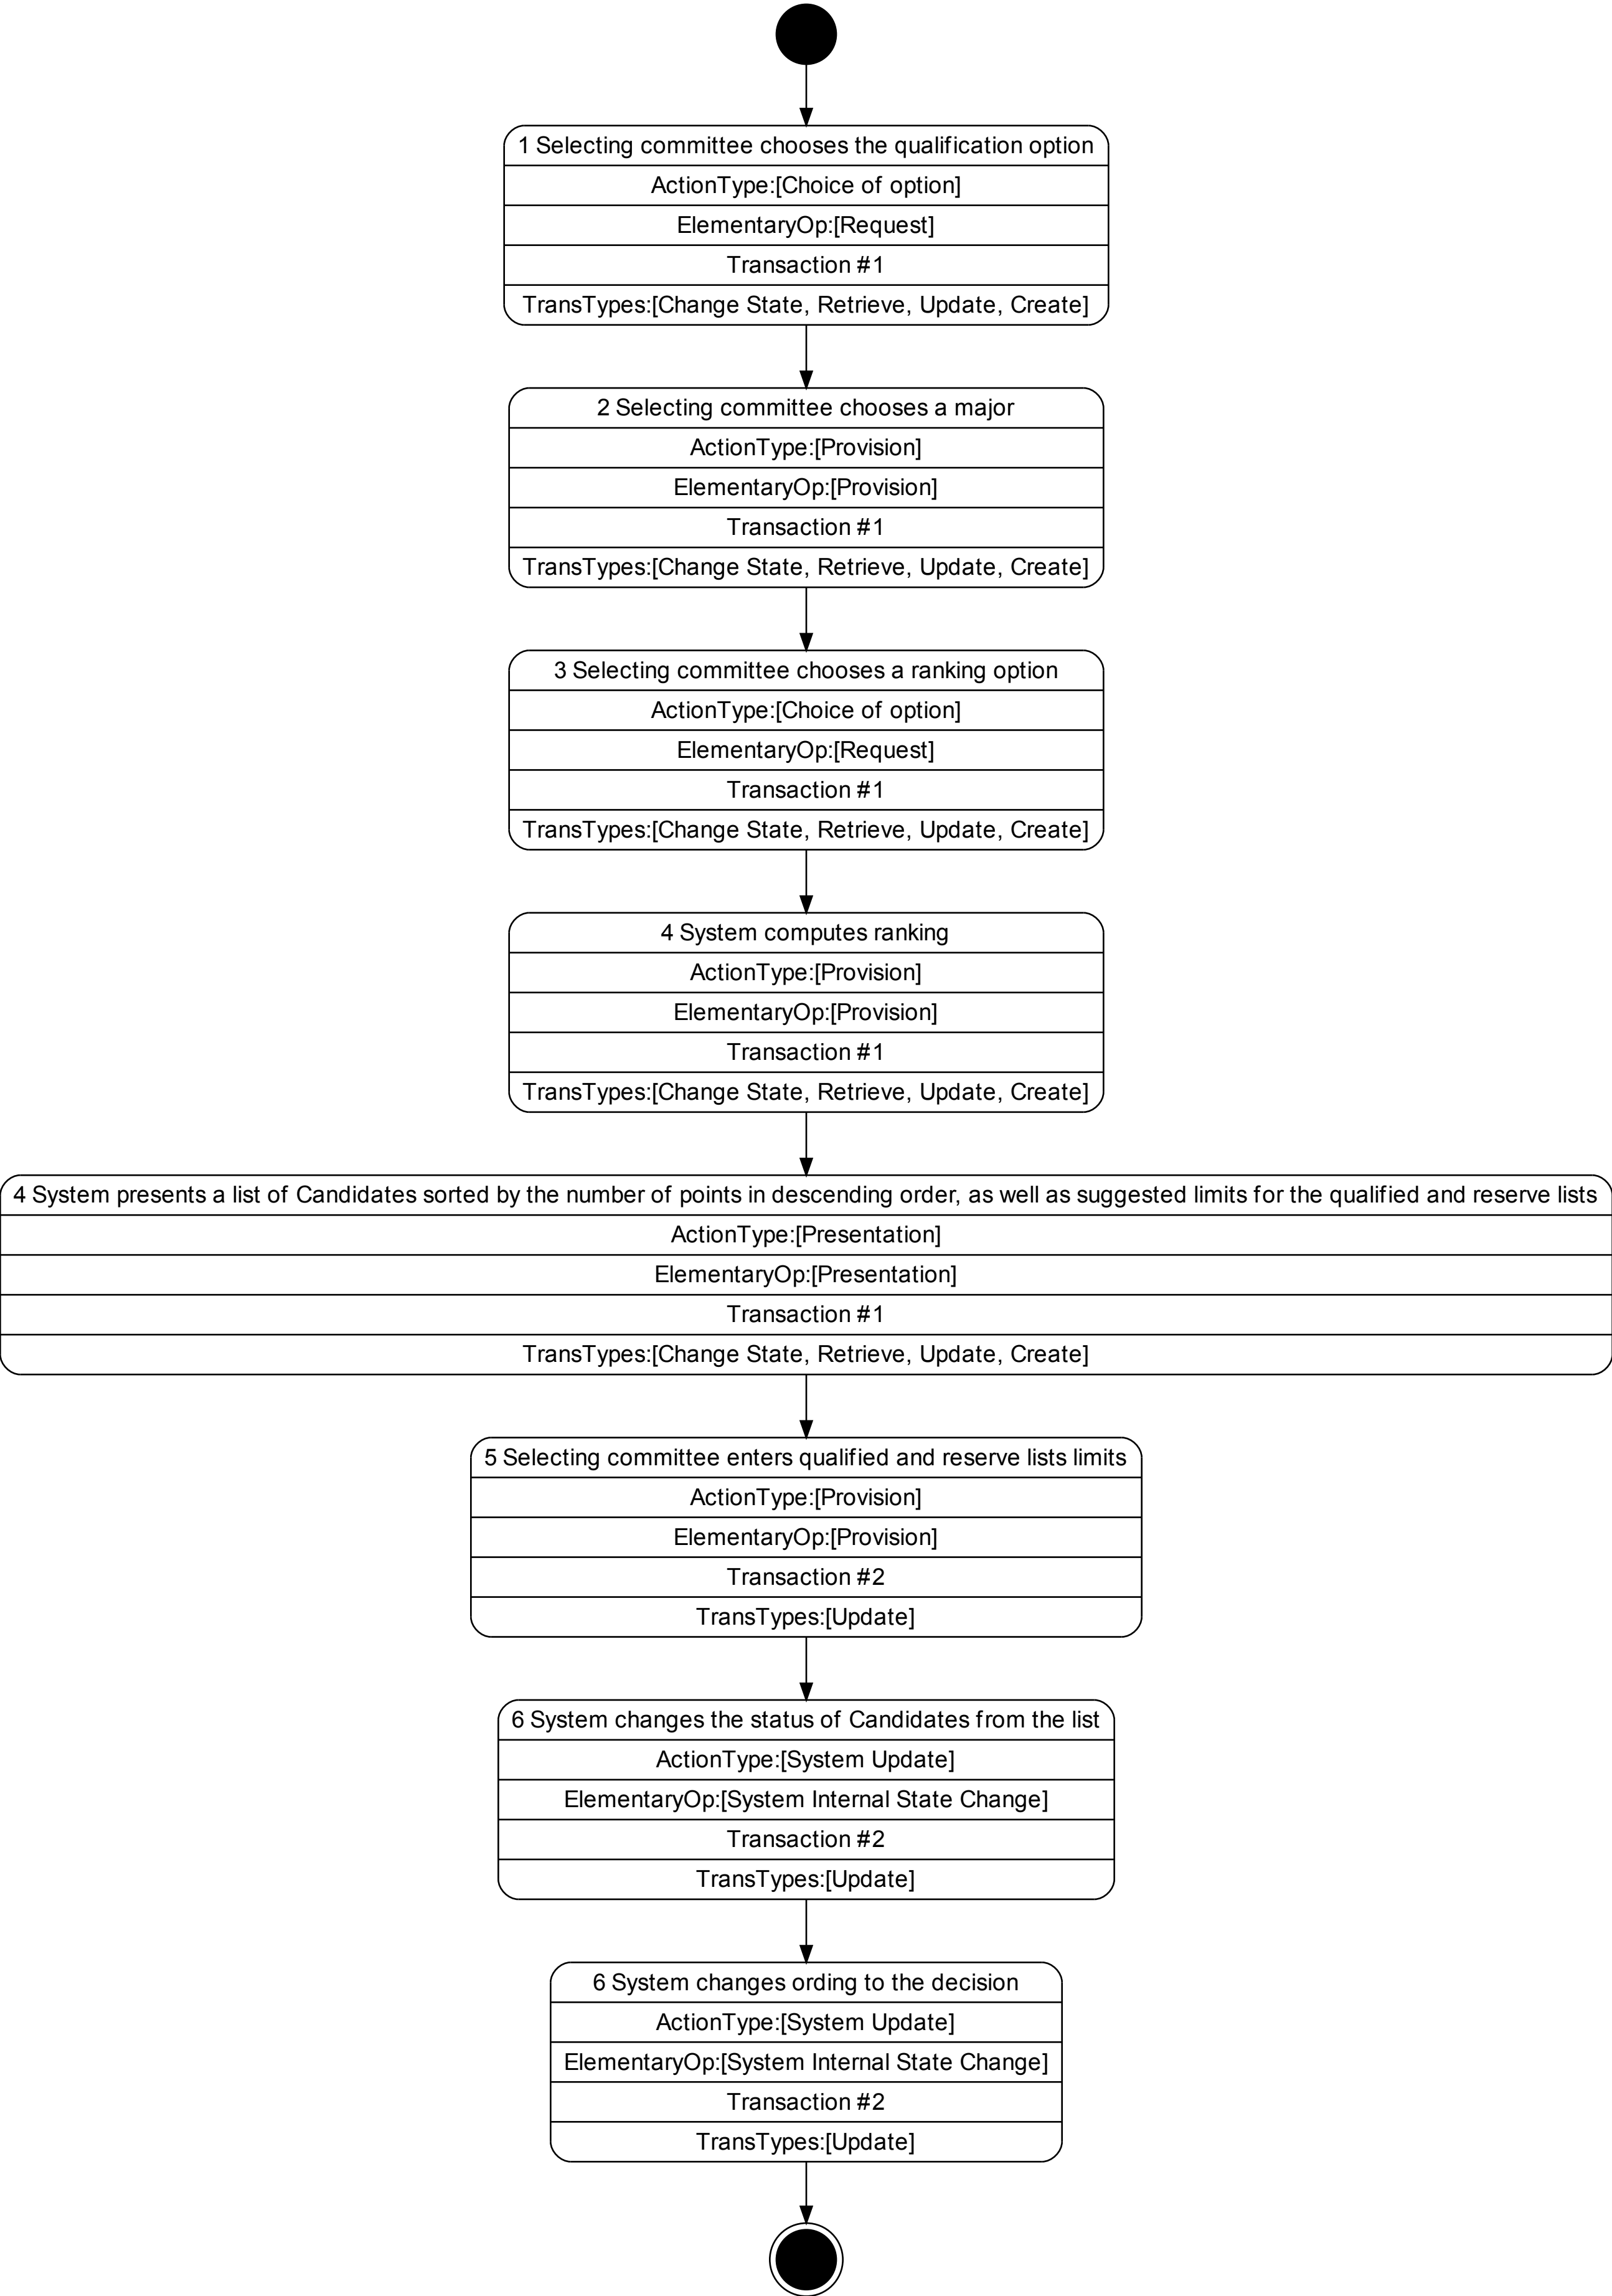 1 Selecting committee chooses the qualification option
ActionType:[Choice of option]
ElementaryOp:[Request]
Transaction #1
TransTypes:[Change State, Retrieve, Update, Create]
2 Selecting committee chooses a major
ActionType:[Provision]
ElementaryOp:[Provision]
Transaction #1
TransTypes:[Change State, Retrieve, Update, Create]
3 Selecting committee chooses a ranking option
ActionType:[Choice of option]
ElementaryOp:[Request]
Transaction #1
TransTypes:[Change State, Retrieve, Update, Create]
4 System computes ranking
ActionType:[Provision]
ElementaryOp:[Provision]
Transaction #1
TransTypes:[Change State, Retrieve, Update, Create]
4 System presents a list of Candidates sorted by the number of points in descending order, as well as suggested limits for the qualified and reserve lists
ActionType:[Presentation]
ElementaryOp:[Presentation]
Transaction #1
TransTypes:[Change State, Retrieve, Update, Create]
5 Selecting committee enters qualified and reserve lists limits
ActionType:[Provision]
ElementaryOp:[Provision]
Transaction #2
TransTypes:[Update]
6 System changes the status of Candidates from the list
ActionType:[System Update]
ElementaryOp:[System Internal State Change]
Transaction #2
TransTypes:[Update]
6 System changes ording to the decision
ActionType:[System Update]
ElementaryOp:[System Internal State Change]
Transaction #2
TransTypes:[Update]